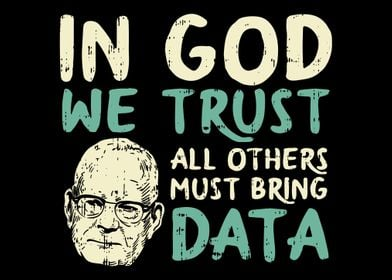 IN GOD
WE TRUST
ALL OTHERS
MUST BRING
DATA